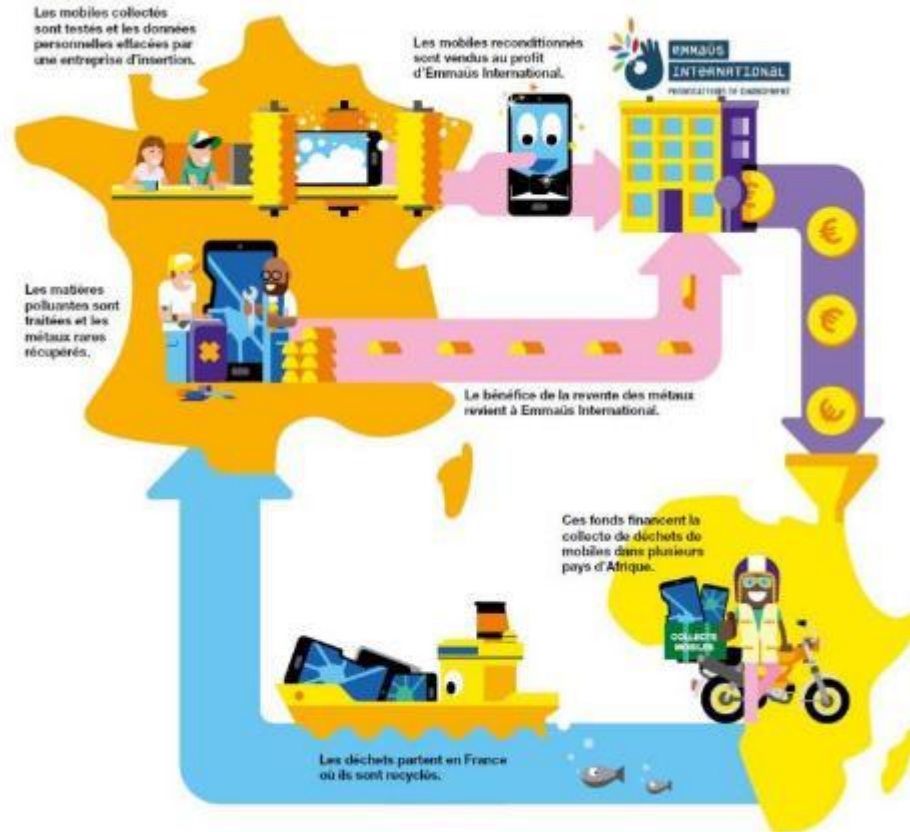 Les mobiles collectés
sont testés et les données
personnelles effacées par
une entreprise d'insertion.
Les mobiles reconditionnés
sont vendus au profit
d'Emmaüs International.
emmaüs
INTERNATIONAL
PROVOCATEURS DE CHANGEMENT
Les matières
polluantes sont
traitées et les
métaux rares
récupérés.
Le bénéfice de la revente des métaux
revient à Emmaüs International.
€
€
€
€
Ces fonds financent la
collecte de déchets de
mobiles dans plusieurs
pays d'Afrique.
COLLECTE
MOBILES
Les déchets partent en France
où ils sont recyclés.